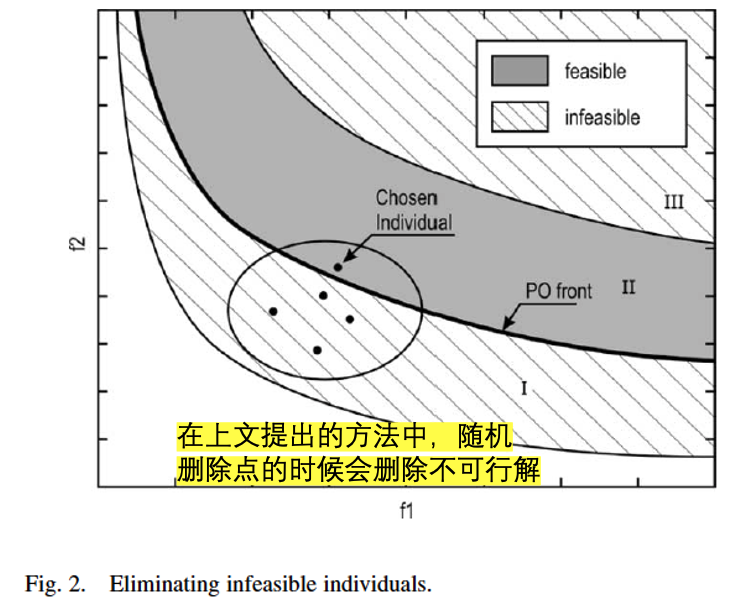 feasible
infeasible
III
Chosen
Individual
f2
PO front
II
I
在上文提出的方法中，随机
删除点的时候会删除不可行解
f1
Fig. 2. Eliminating infeasible individuals.